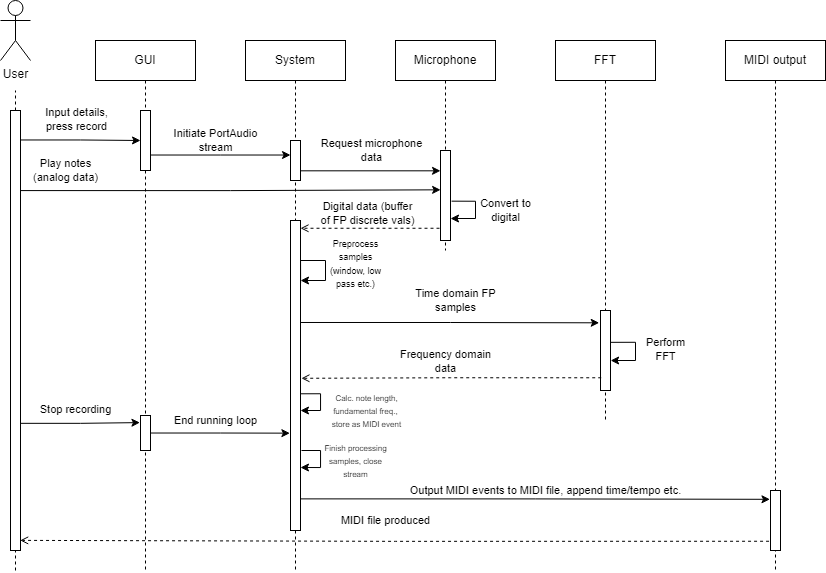 User
GUI
System
Microphone
FFT
MIDI output
Input details,
press record
Initiate PortAudio
stream
Request microphone
data
Play notes
(analog data)
Convert to
digital
Digital data (buffer
of FP discrete vals)
Preprocess
samples
(window, low
pass etc.)
Time domain FP
samples
Perform
FFT
Frequency domain
data
Calc. note length,
fundamental freq.,
store as MIDI event
Stop recording
End running loop
Finish processing
samples, close
stream
Output MIDI events to MIDI file, append time/tempo etc.
MIDI file produced